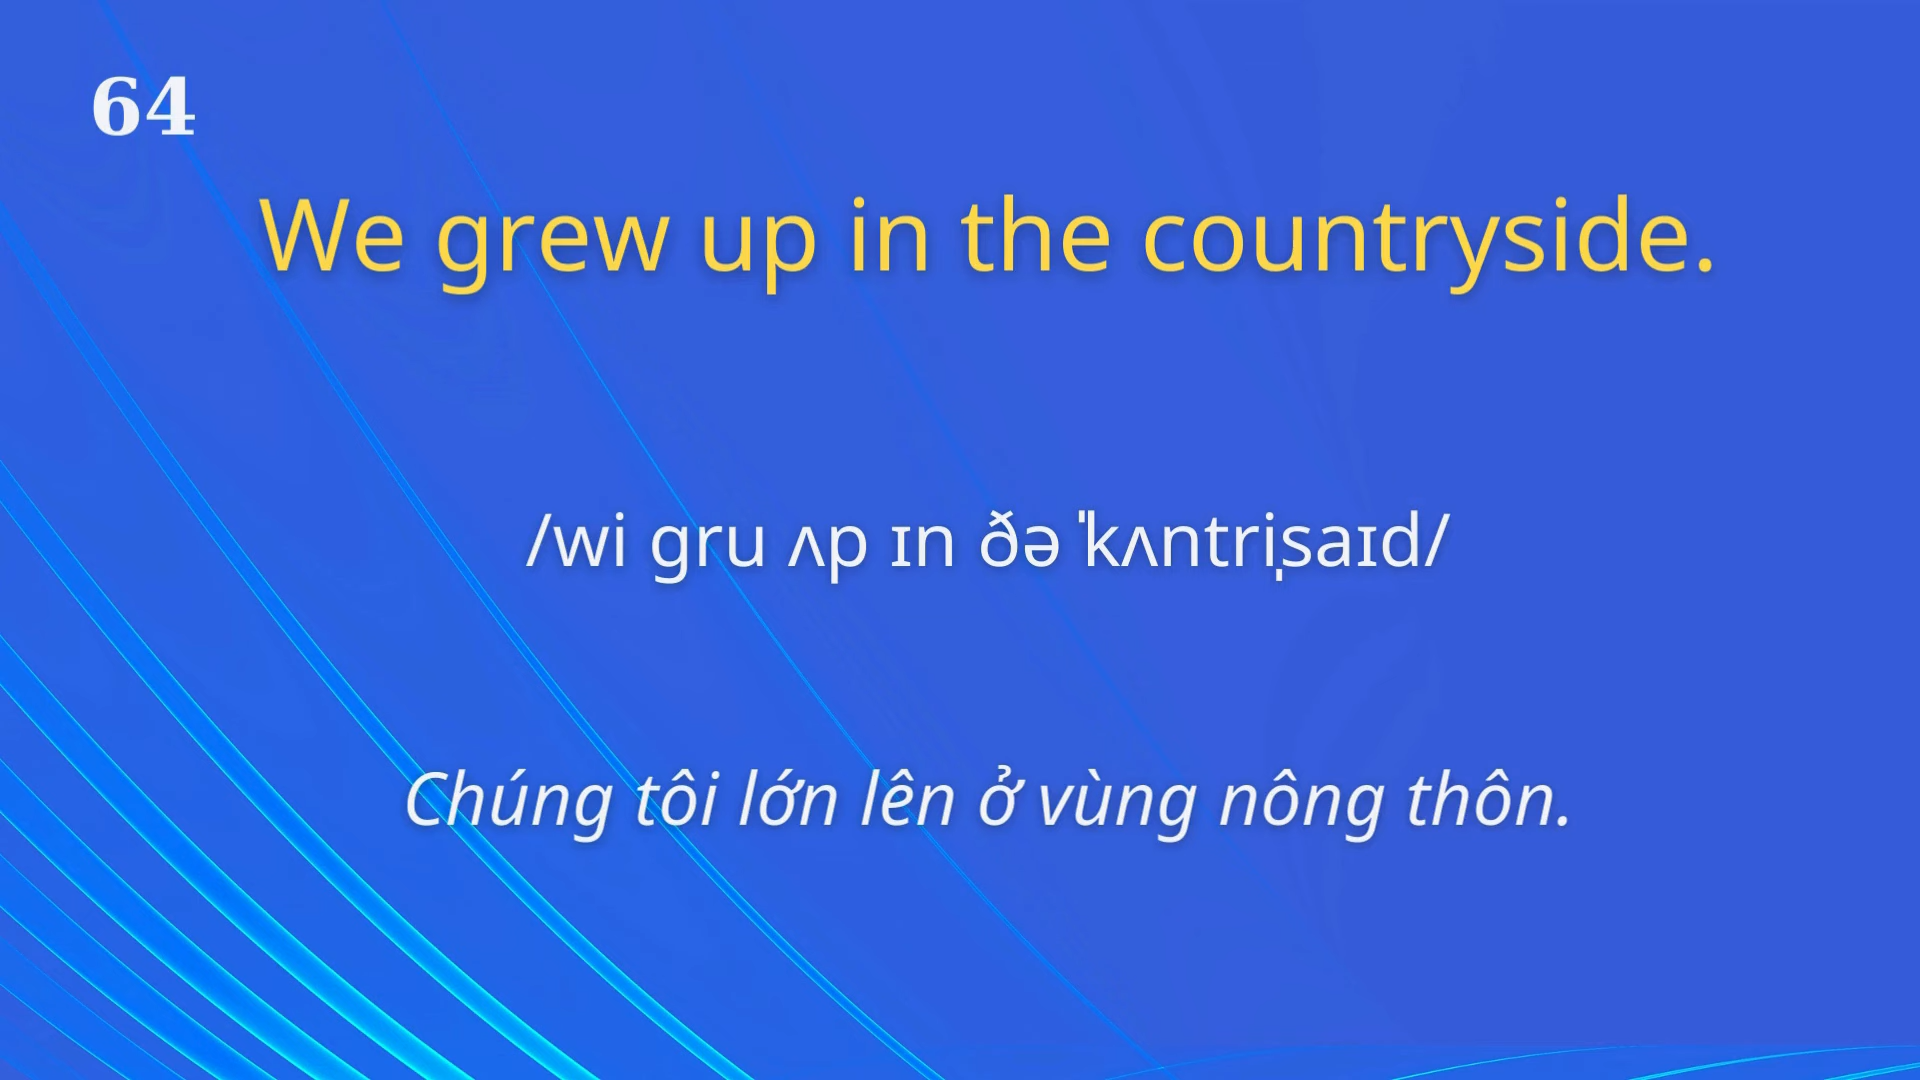 64
We grew up in the countryside.
/wi gru ʌp ɪn ðə ˈkʌntriˌsaɪd/
Chúng tôi lớn lên ở vùng nông thôn.